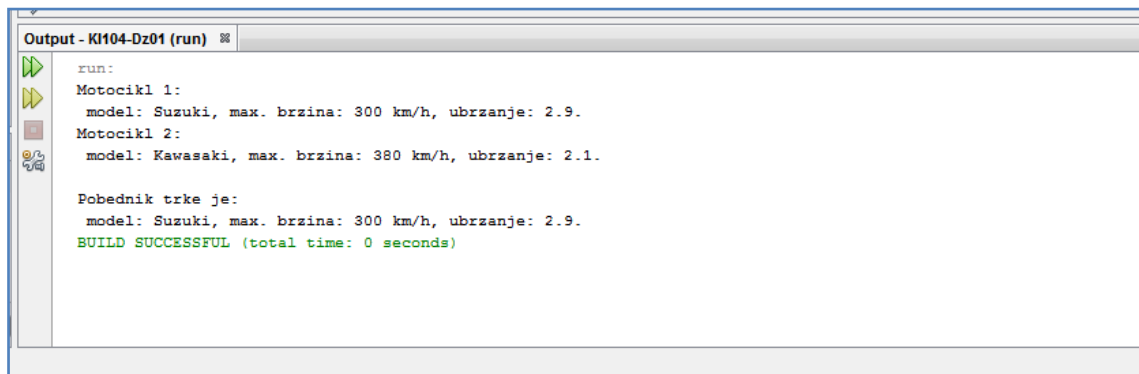 Output - KI104-Dz01 (run)
run:
Motocikl 1:
model: Suzuki, max. brzina: 300 km/h, ubrzanje: 2.9.
Motocikl 2:
model: Kawasaki, max. brzina: 380 km/h, ubrzanje: 2.1.
Pobednik trke je:
model: Suzuki, max. brzina: 300 km/h, ubrzanje: 2.9.
BUILD SUCCESSFUL (total time: 0 seconds)